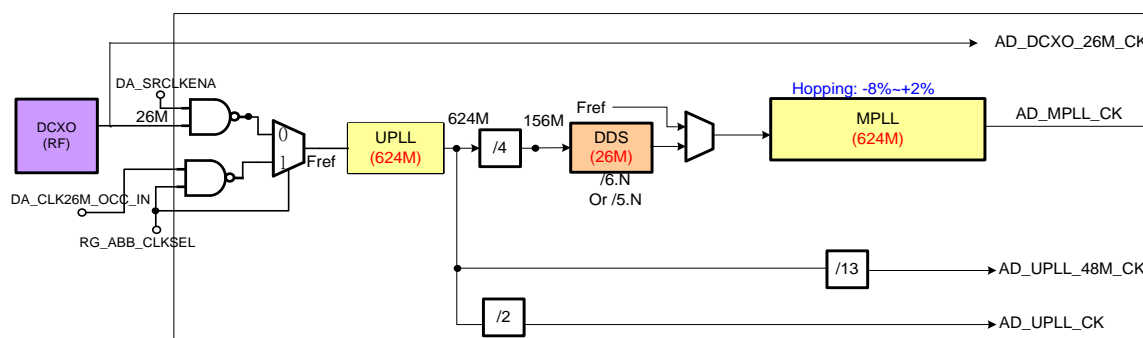 AD_DCXO_26M_CK
DA_SRCLKENA
Hopping: -8%~+2%
DCXO
(RF)
26M
0
1
Fref
UPLL
(624M)
624M
/4
156M
Fref
DDS
(26M)
/6.N
Or /5.N
MPLL
(624M)
AD_MPLL_CK
DA_CLK26M_OCC_IN
RG_ABB_CLKSEL
/13
AD_UPLL_48M_CK
/2
AD_UPLL_CK